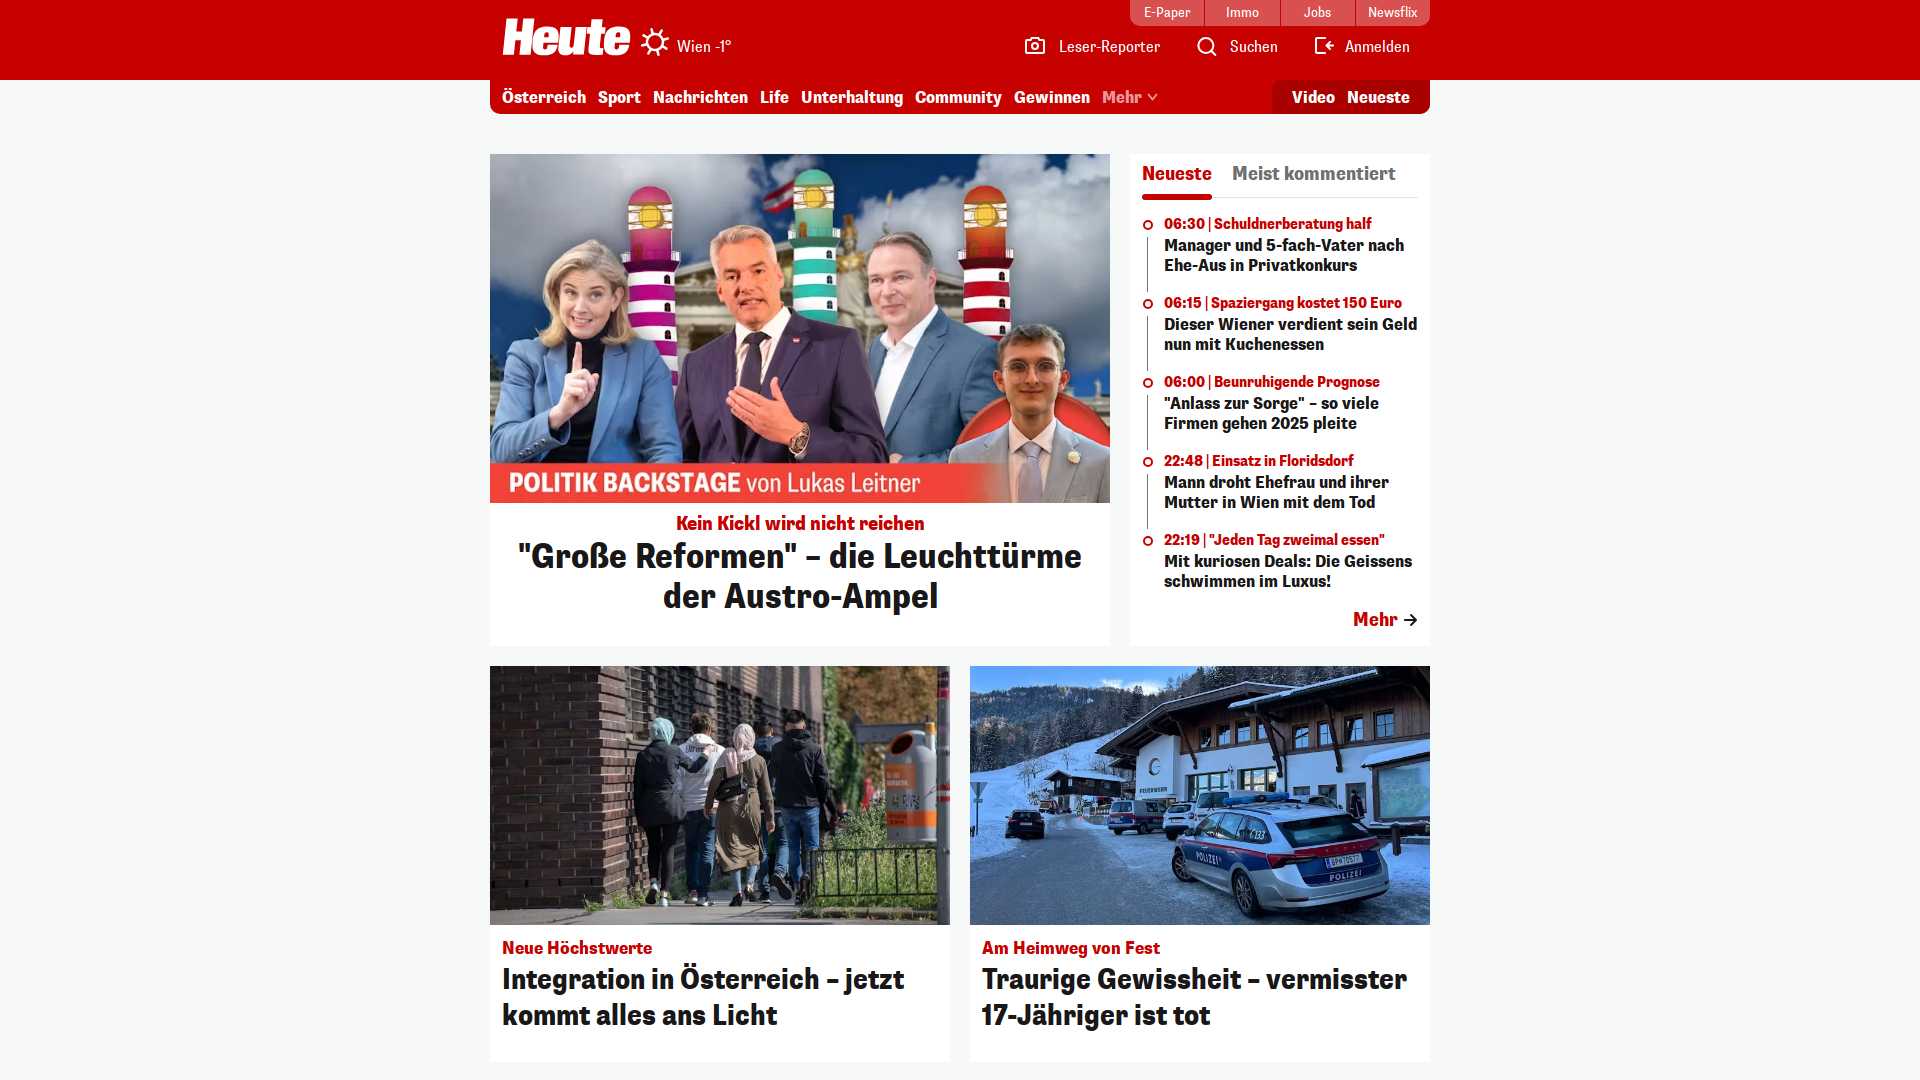 E-Paper
Immo
Jobs
Newsflix
Heute
Wien -1°
Leser-Reporter
Suchen
Anmelden
Österreich
Sport
Nachrichten
Life
Unterhaltung
Community
Gewinnen
Mehr
Video
Neueste
POLITIK BACKSTAGE von Lukas Leitner
Kein Kickl wird nicht reichen
"Große Reformen" – die Leuchttürme
der Austro-Ampel
Neueste
Meist kommentiert
06:30 | Schuldnerberatung half
Manager und 5-fach-Vater nach
Ehe-Aus in Privatkonkurs
06:15 | Spaziergang kostet 150 Euro
Dieser Wiener verdient sein Geld
nun mit Kuchenessen
06:00 | Beunruhigende Prognose
"Anlass zur Sorge" – so viele
Firmen gehen 2025 pleite
22:48 | Einsatz in Floridsdorf
Mann droht Ehefrau und ihrer
Mutter in Wien mit dem Tod
22:19 | "Jeden Tag zweimal essen"
Mit kuriosen Deals: Die Geissens
schwimmen im Luxus!
Mehr
Neue Höchstwerte
Integration in Österreich – jetzt
kommt alles ans Licht
FEUERWEHR
133
POLIZEI
POLIZEI
Am Heimweg von Fest
Traurige Gewissheit – vermisster
17-Jähriger ist tot